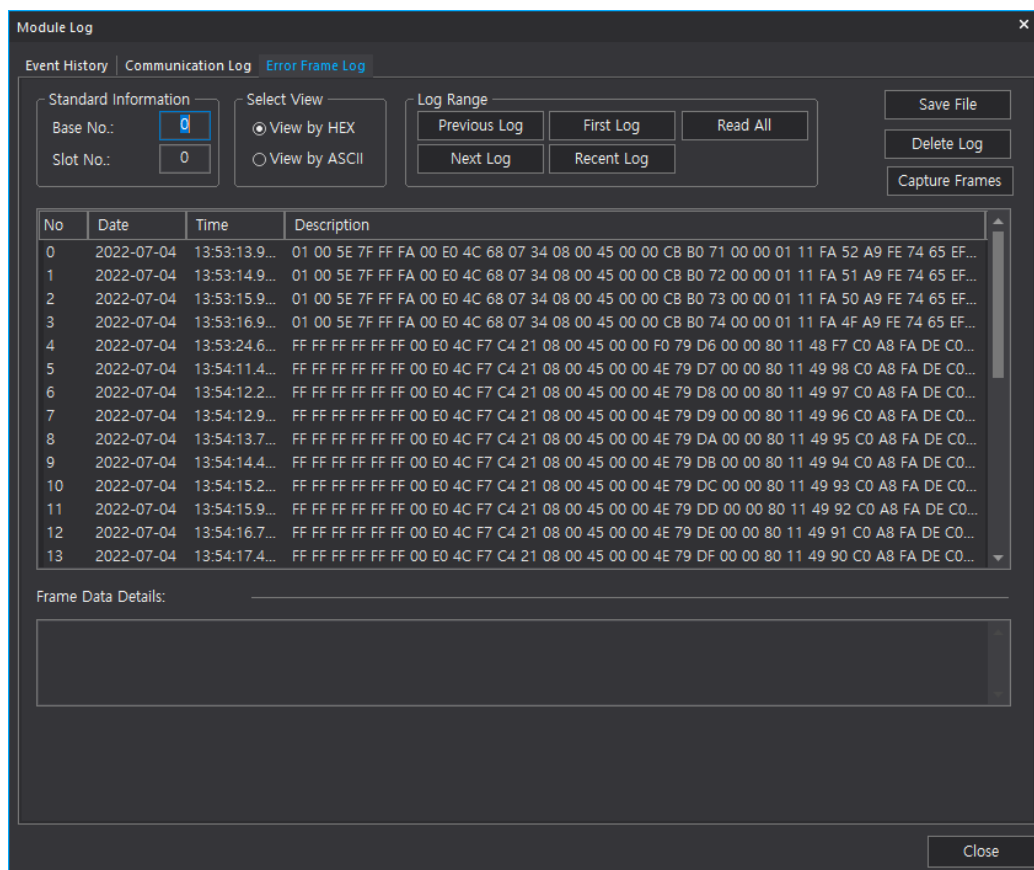 Module Log
Event History Communication Log Error Frame Log
Standard Information Select View Log Range
Base No.: 0 View by HEX Previous Log First Log Read All Save File
Slot No.: 0 View by ASCII Next Log Recent Log Delete Log
Capture Frames
No Date Time Description
0 2022-07-04 13:53:13.9... 01 00 5E 7F FF FA 00 E0 4C 68 07 34 08 00 45 00 00 CB B0 71 00 00 01 11 FA 52 A9 FE 74 65 EF...
1 2022-07-04 13:53:14.9... 01 00 5E 7F FF FA 00 E0 4C 68 07 34 08 00 45 00 00 CB B0 72 00 00 01 11 FA 51 A9 FE 74 65 EF...
2 2022-07-04 13:53:15.9... 01 00 5E 7F FF FA 00 E0 4C 68 07 34 08 00 45 00 00 CB B0 73 00 00 01 11 FA 50 A9 FE 74 65 EF...
3 2022-07-04 13:53:16.9... 01 00 5E 7F FF FA 00 E0 4C 68 07 34 08 00 45 00 00 CB B0 74 00 00 01 11 FA 4F A9 FE 74 65 EF...
4 2022-07-04 13:53:24.6... FF FF FF FF FF FF 00 E0 4C F7 C4 21 08 00 45 00 00 F0 79 D6 00 00 80 11 48 F7 C0 A8 FA DE C0...
5 2022-07-04 13:54:11.4... FF FF FF FF FF FF 00 E0 4C F7 C4 21 08 00 45 00 00 4E 79 D7 00 00 80 11 49 98 C0 A8 FA DE C0...
6 2022-07-04 13:54:12.2... FF FF FF FF FF FF 00 E0 4C F7 C4 21 08 00 45 00 00 4E 79 D8 00 00 80 11 49 97 C0 A8 FA DE C0...
7 2022-07-04 13:54:12.9... FF FF FF FF FF FF 00 E0 4C F7 C4 21 08 00 45 00 00 4E 79 D9 00 00 80 11 49 96 C0 A8 FA DE C0...
8 2022-07-04 13:54:13.7... FF FF FF FF FF FF 00 E0 4C F7 C4 21 08 00 45 00 00 4E 79 DA 00 00 80 11 49 95 C0 A8 FA DE C0...
9 2022-07-04 13:54:14.4... FF FF FF FF FF FF 00 E0 4C F7 C4 21 08 00 45 00 00 4E 79 DB 00 00 80 11 49 94 C0 A8 FA DE C0...
10 2022-07-04 13:54:15.2... FF FF FF FF FF FF 00 E0 4C F7 C4 21 08 00 45 00 00 4E 79 DC 00 00 80 11 49 93 C0 A8 FA DE C0...
11 2022-07-04 13:54:15.9... FF FF FF FF FF FF 00 E0 4C F7 C4 21 08 00 45 00 00 4E 79 DD 00 00 80 11 49 92 C0 A8 FA DE C0...
12 2022-07-04 13:54:16.7... FF FF FF FF FF FF 00 E0 4C F7 C4 21 08 00 45 00 00 4E 79 DE 00 00 80 11 49 91 C0 A8 FA DE C0...
13 2022-07-04 13:54:17.4... FF FF FF FF FF FF 00 E0 4C F7 C4 21 08 00 45 00 00 4E 79 DF 00 00 80 11 49 90 C0 A8 FA DE C0...
Frame Data Details:
Close